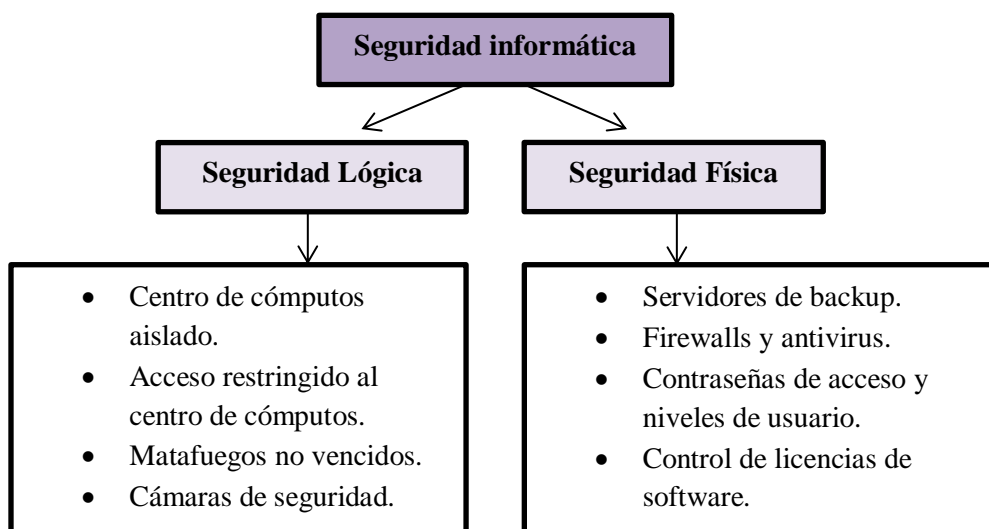 Seguridad informática
Seguridad Lógica
Seguridad Física
• Centro de cómputos
aislado.
• Acceso restringido al
centro de cómputos.
• Matafuegos no vencidos.
• Cámaras de seguridad.
• Servidores de backup.
• Firewalls y antivirus.
• Contraseñas de acceso y
niveles de usuario.
• Control de licencias de
software.